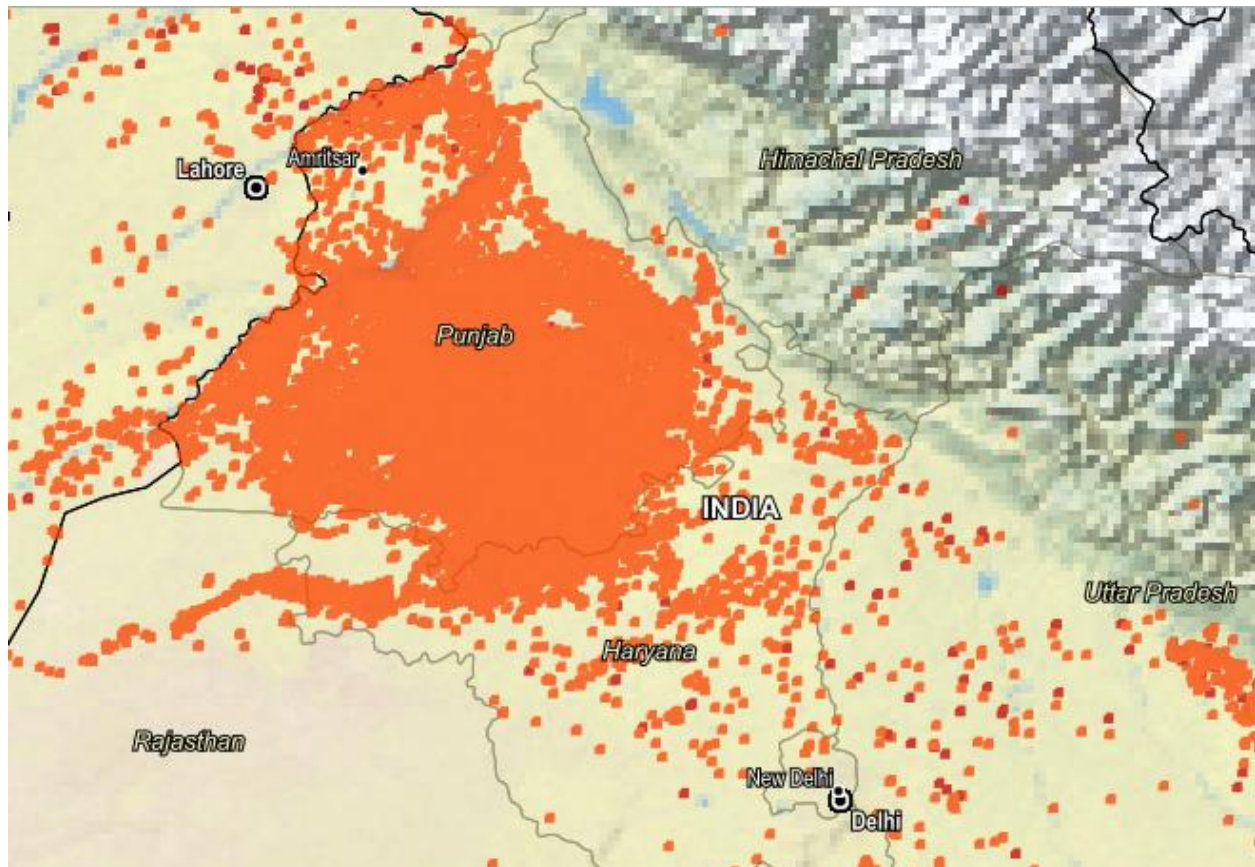 Himachal Pradesh
Amritsar
Lahore
Punjab
INDIA
Uttar Pradesh
Haryana
Rajasthan
New Delhi
Delhi